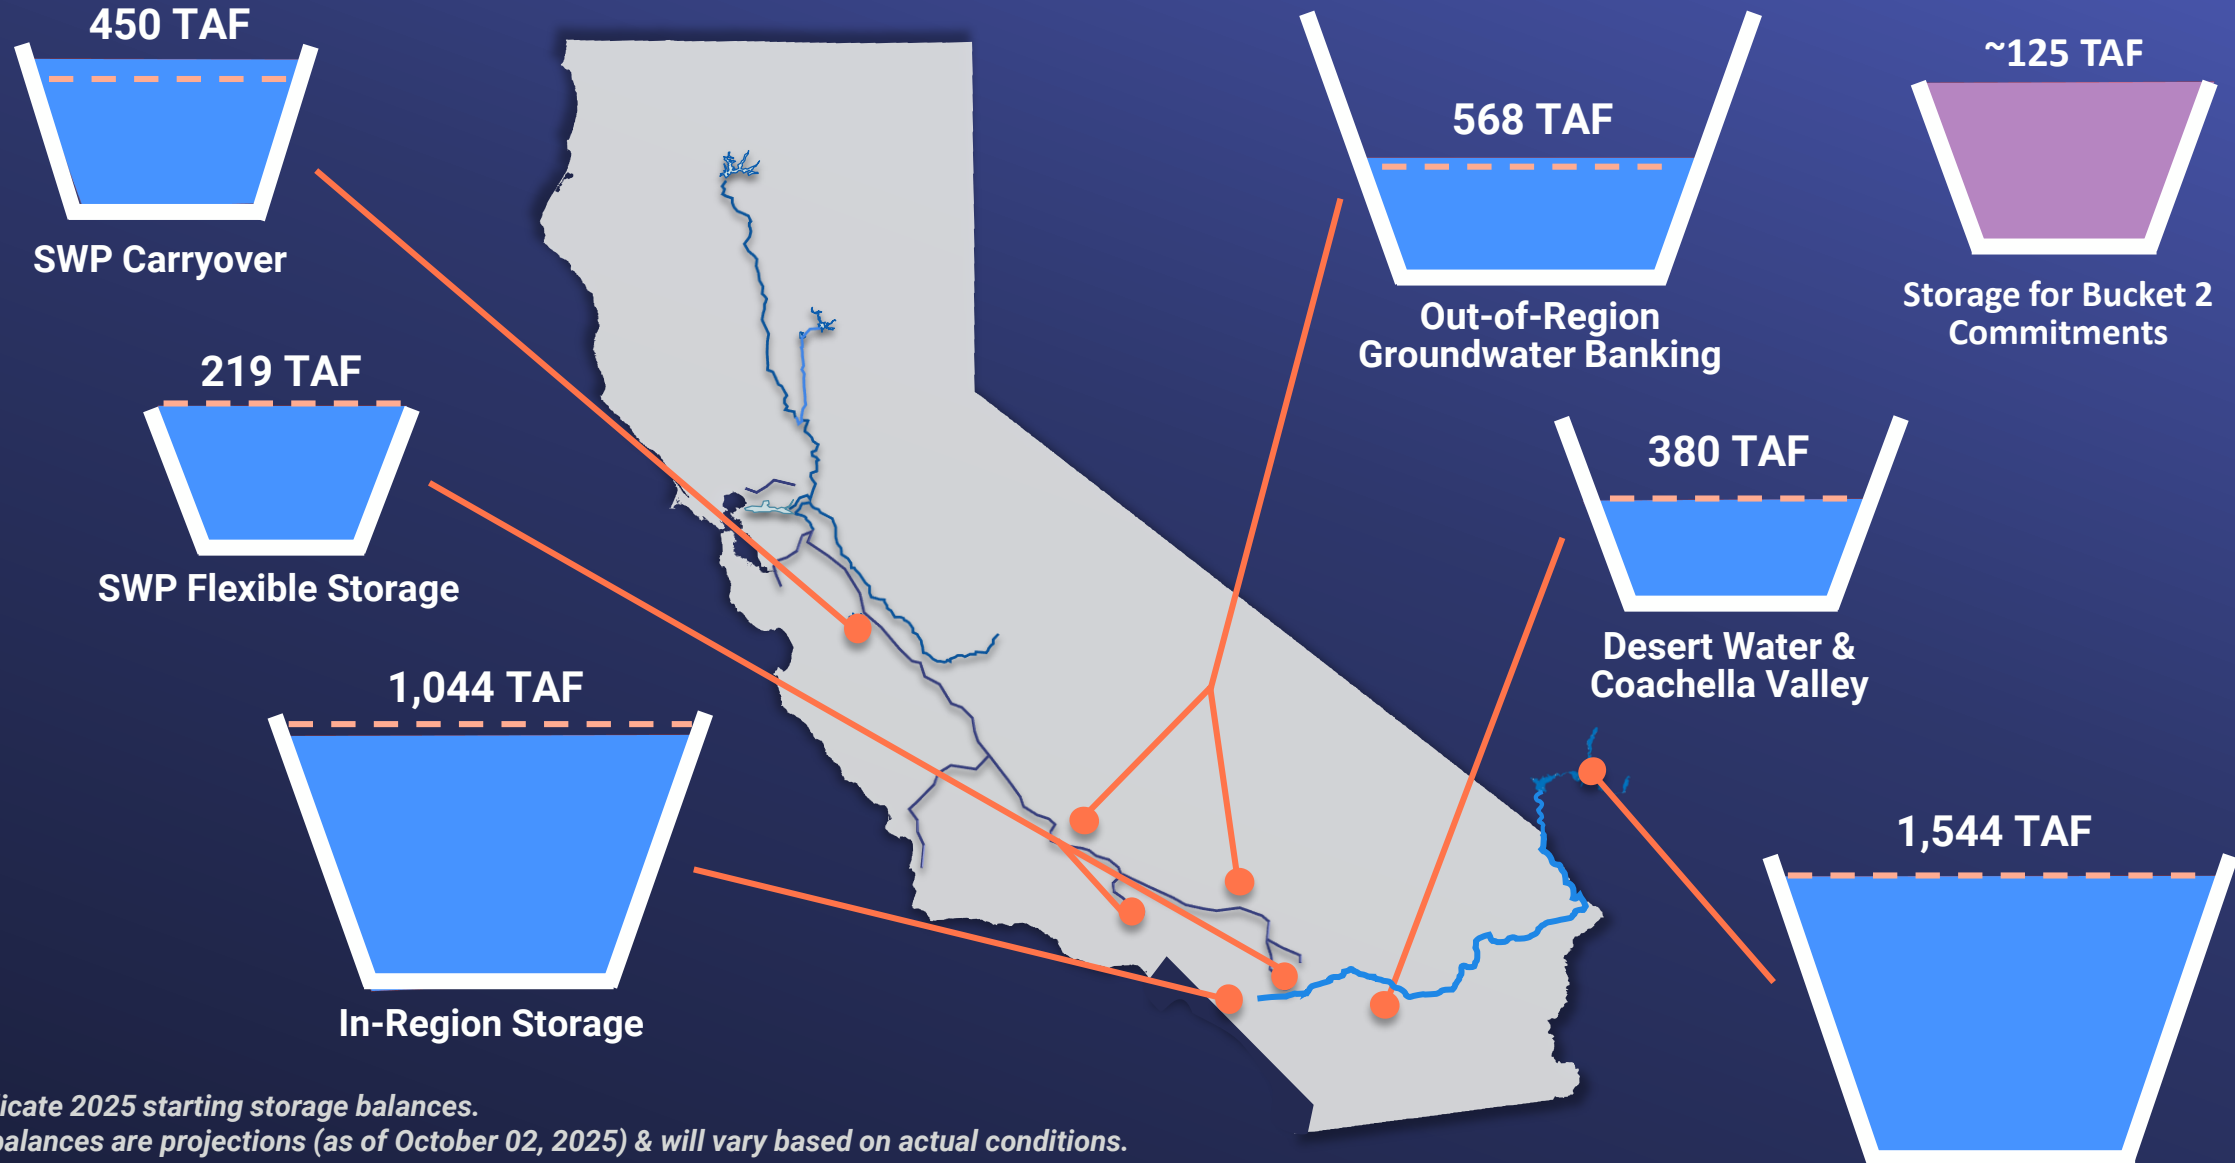 450 TAF
SWP Carryover
219 TAF
SWP Flexible Storage
1,044 TAF
In-Region Storage
568 TAF
Out-of-Region
Groundwater Banking
~125 TAF
Storage for Bucket 2
Commitments
380 TAF
Desert Water &
Coachella Valley
1,544 TAF
2025 starting storage balances.
are projections (as of October 02, 2025) & will vary based on actual conditions.